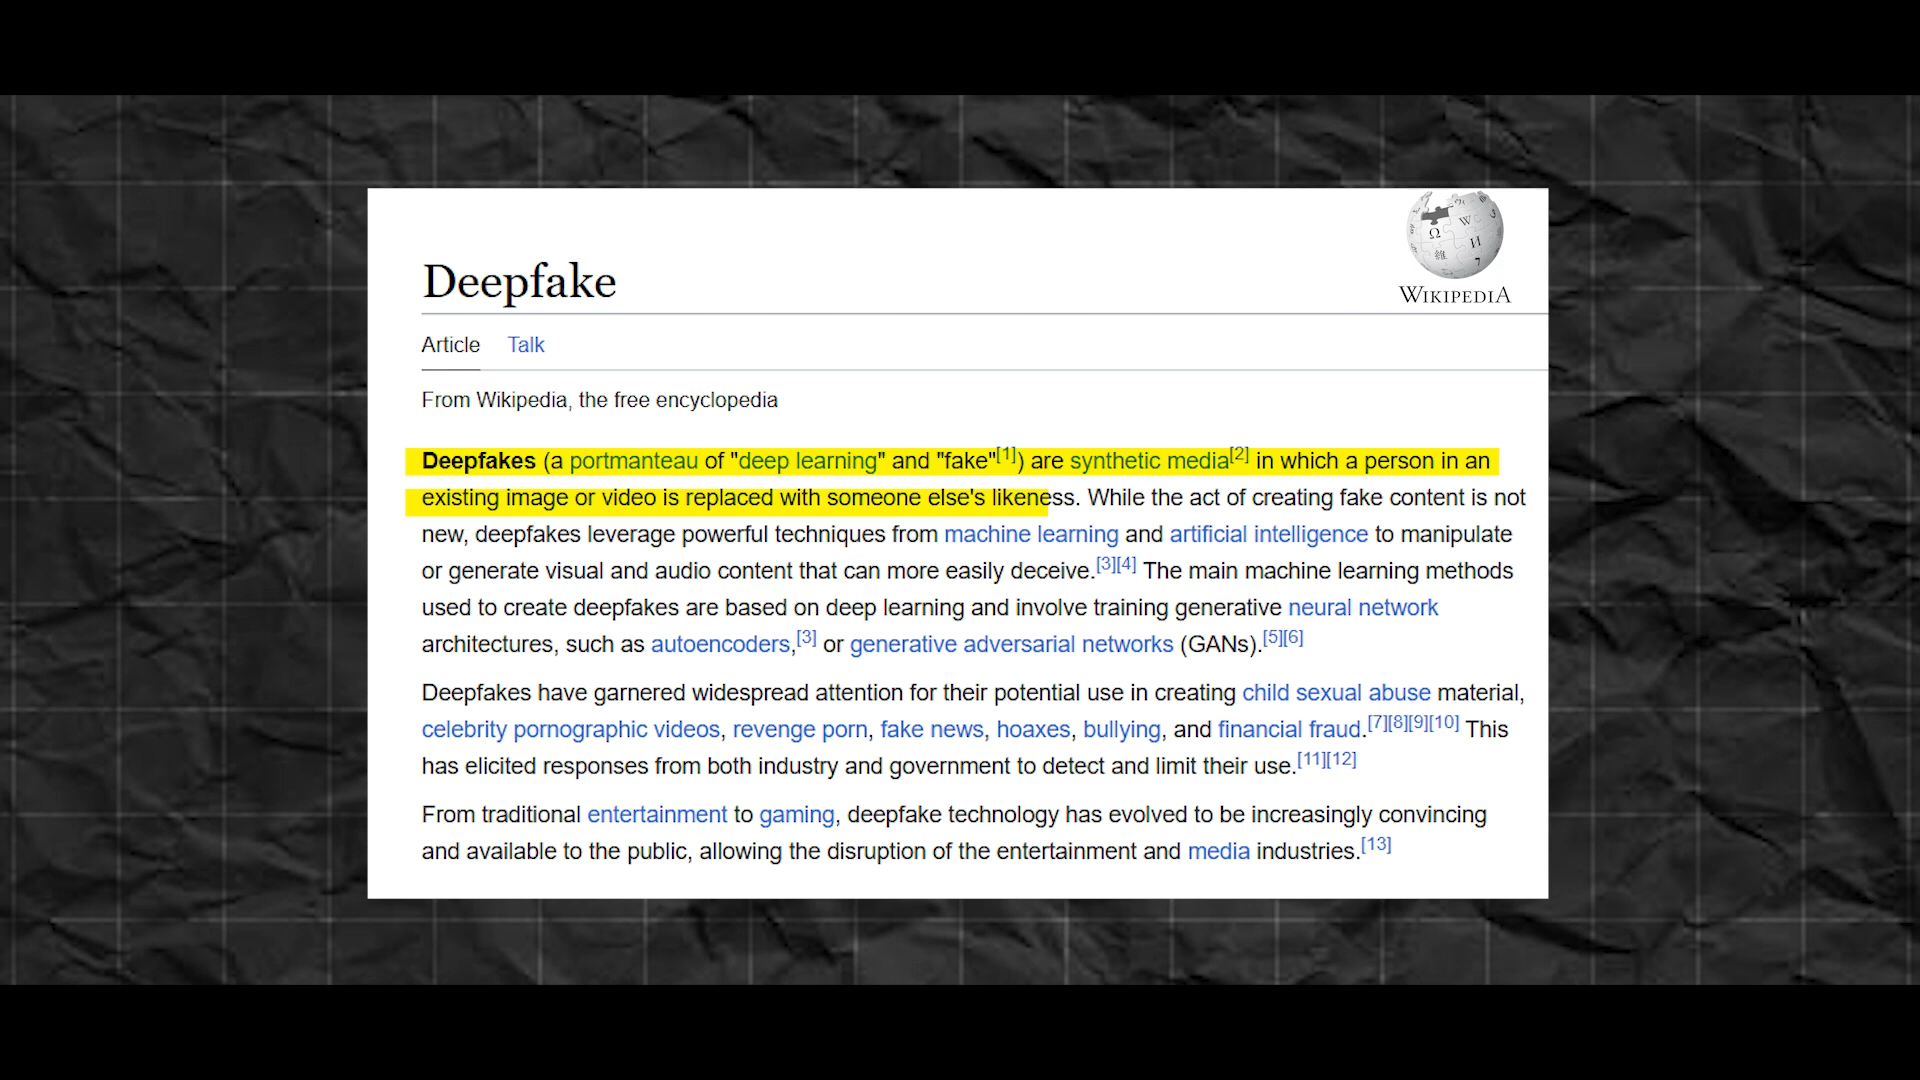 WIKIPEDIA
Deepfake
Article Talk
From Wikipedia, the free encyclopedia
Deepfakes (a portmanteau of "deep learning" and "fake"[1]) are synthetic media[2] in which a person in an
existing image or video is replaced with someone else's likeness. While the act of creating fake content is not
new, deepfakes leverage powerful techniques from machine learning and artificial intelligence to manipulate
or generate visual and audio content that can more easily deceive.[3][4] The main machine learning methods
used to create deepfakes are based on deep learning and involve training generative neural network
architectures, such as autoencoders,[3] or generative adversarial networks (GANs).[5][6]
Deepfakes have garnered widespread attention for their potential use in creating child sexual abuse material,
celebrity pornographic videos, revenge porn, fake news, hoaxes, bullying, and financial fraud.[7][8][9][10] This
has elicited responses from both industry and government to detect and limit their use.[11][12]
From traditional entertainment to gaming, deepfake technology has evolved to be increasingly convincing
and available to the public, allowing the disruption of the entertainment and media industries.[13]